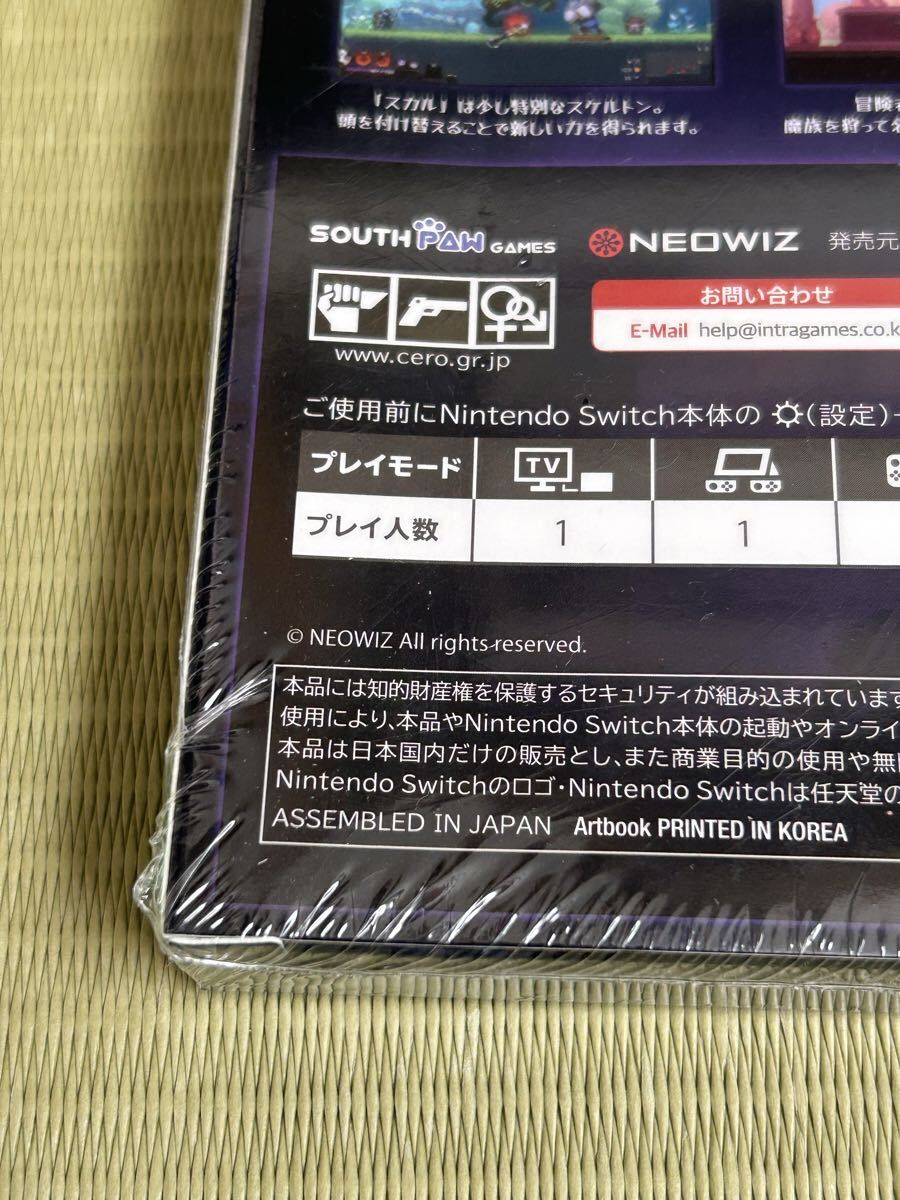 「スカル」は少し特別なスケルトン。
頭を付け替えることで新しい力を得られます。
冒険者
魔族を狩って
SOUTH PAW GAMES
NEOWIZ 発売元
お問い合わせ
E-Mail help@intragames.co.k
www.cero.gr.jp
ご使用前にNintendo Switch本体の (設定)
プレイモード TV
プレイ人数 1 1
© NEOWIZ All rights reserved.
本品には知的財産権を保護するセキュリティが組み込まれています
使用により、本品やNintendo Switch本体の起動やオンライ
本品は日本国内だけの販売とし、また商業目的の使用や無
Nintendo Switchのロゴ・Nintendo Switchは任天堂の
ASSEMBLED IN JAPAN Artbook PRINTED IN KOREA